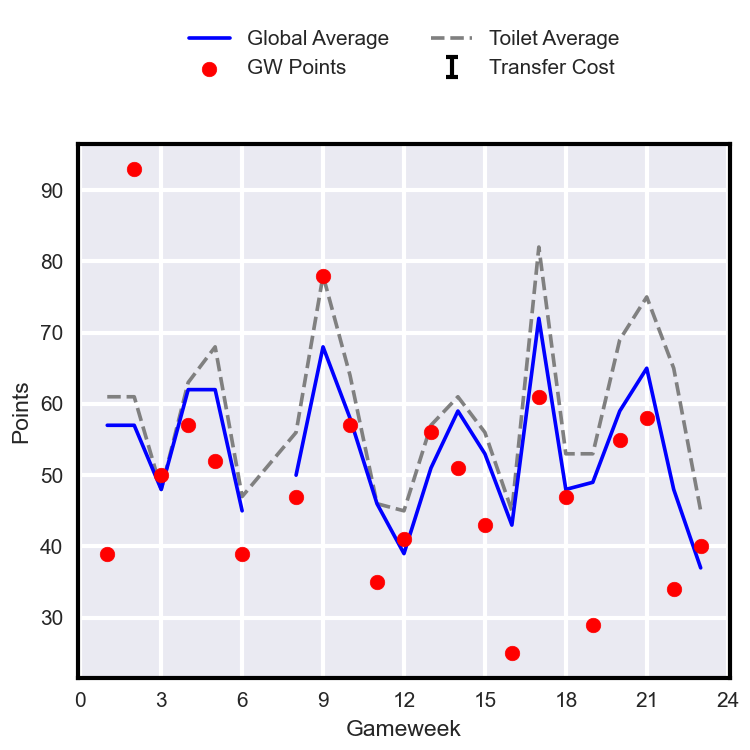 Global Average
Toilet Average
GW Points
Transfer Cost
90
80
70
60
50
40
30
Points
0 3 6 9 12 15 18 21 24
Gameweek